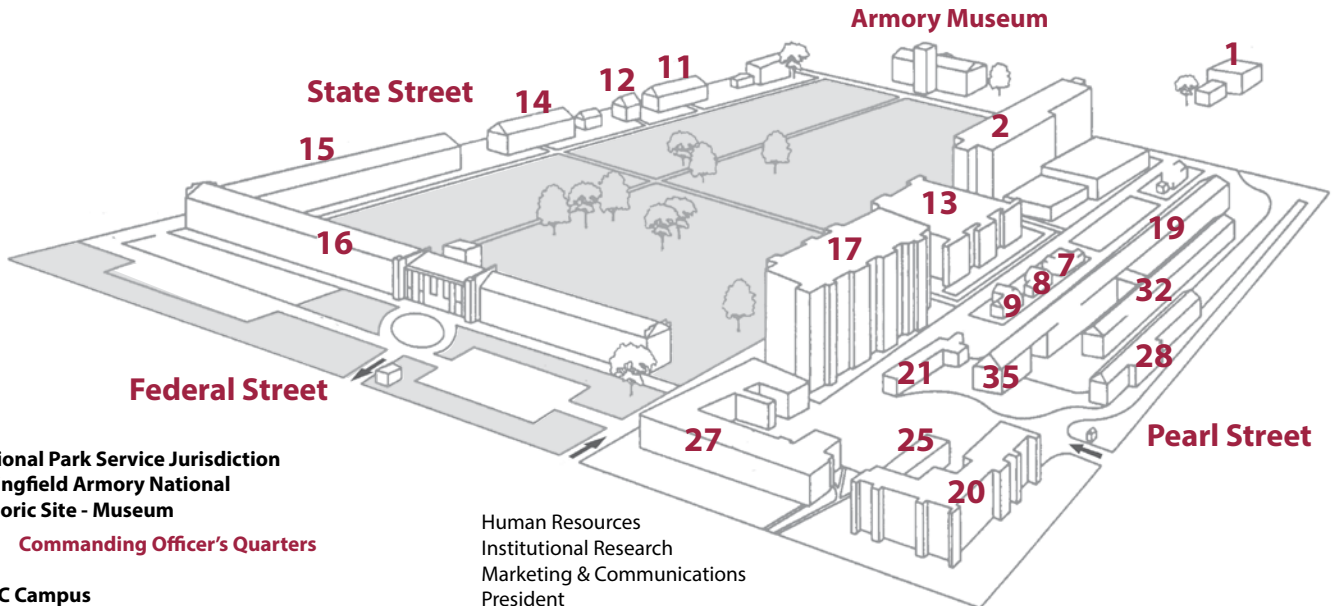 Armory Museum
1
State Street
11
12
14
2
15
13
16
17
19
7
8
9
32
21
35
28
Federal Street
27
25
Pearl Street
20
ional Park Service Jurisdiction
ngfield Armory National
oric Site - Museum
Commanding Officer's Quarters
C Campus
Human Resources
Institutional Research
Marketing & Communications
President